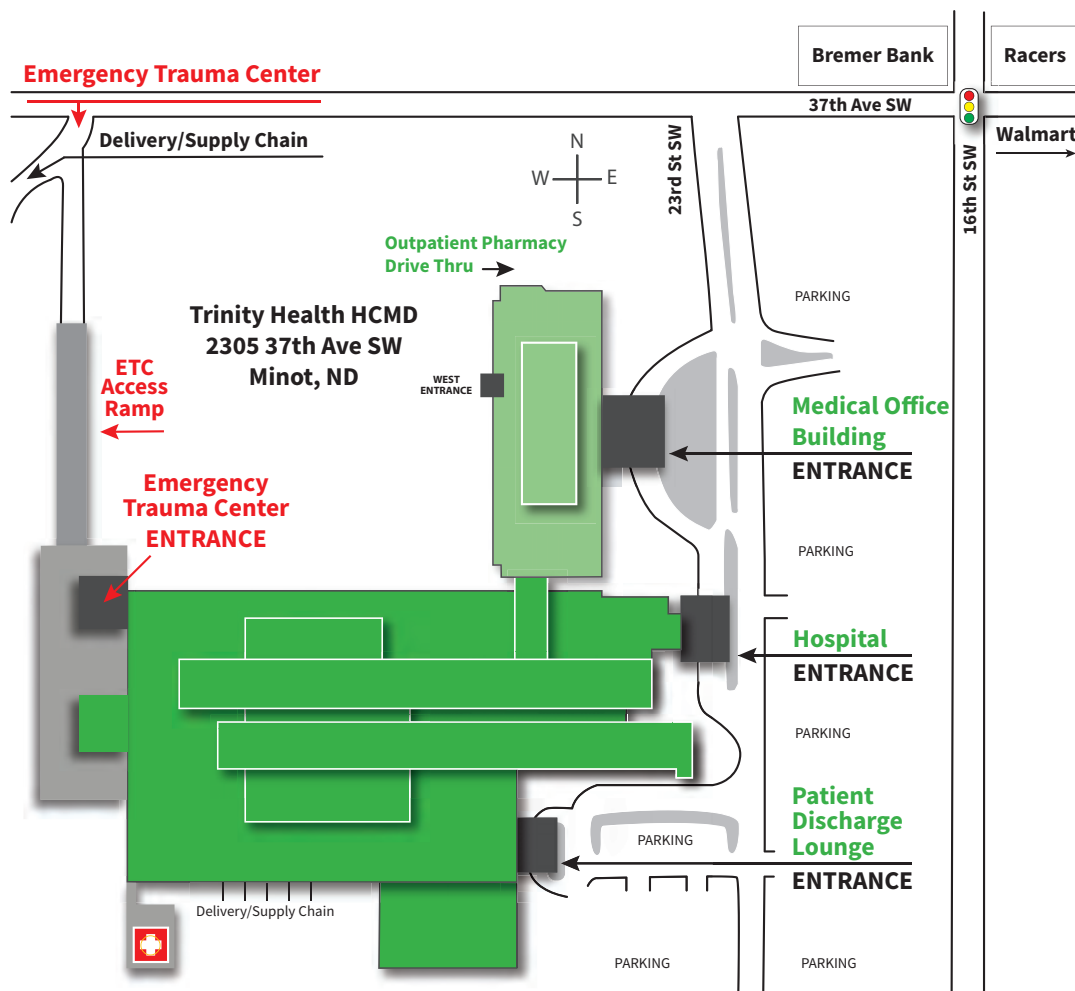 Bremer Bank
Racers
Emergency Trauma Center
37th Ave SW
Delivery/Supply Chain
Walmart
N
W
E
S
23rd St SW
16th St SW
Outpatient Pharmacy
Drive Thru
PARKING
Trinity Health HCMD
2305 37th Ave SW
Minot, ND
ETC
Access
Ramp
WEST
ENTRANCE
Medical Office
Building
ENTRANCE
Emergency
Trauma Center
ENTRANCE
PARKING
Hospital
ENTRANCE
PARKING
Patient
Discharge
Lounge
ENTRANCE
PARKING
Delivery/Supply Chain
PARKING
PARKING